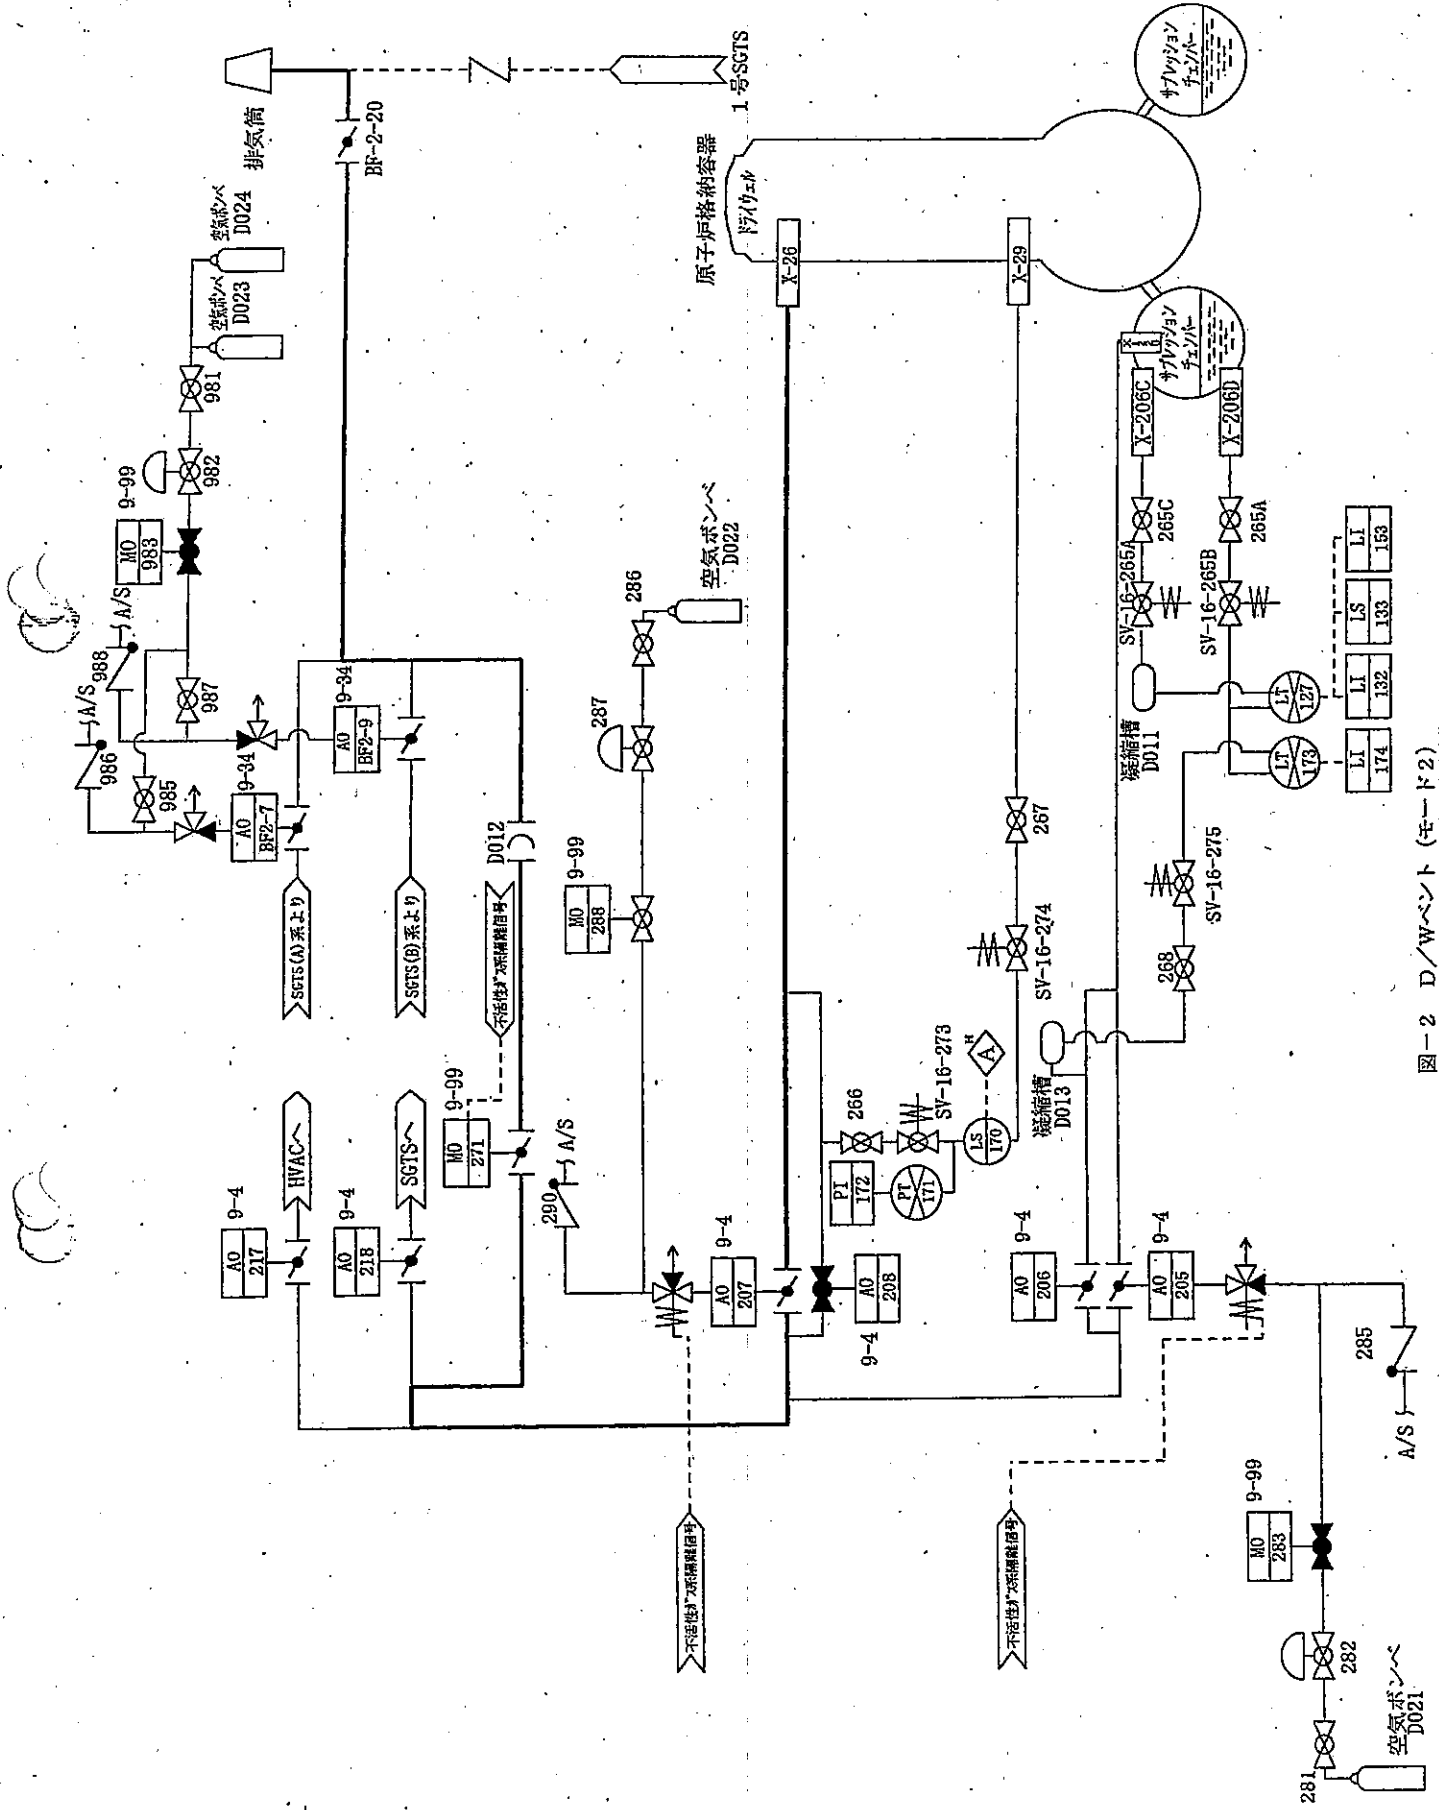 排気筒
BF-2-20
1号SGTS
空気ボンベ
D024
空気ボンベ
D023
981
982
9-99
MO
983
A/S
988
987
A/S
986
985
9-34
AO
BF2-9
9-34
AO
BF2-7
SGTS(A)系より
SGTS(B)系より
D012
不活性ガス系隔離信号
9-99
MO
271
HVACへ
9-4
AO
217
SGTSへ
9-4
AO
218
空気ボンベ
D022
286
287
9-99
MO
288
A/S
290
9-4
AO
207
AO
208
9-4
不活性ガス系隔離信号
原子炉格納容器
ドライウェル
X-26
X-29
サプレッション
チェンバー
サプレッション
チェンバー
X-206C
X-206D
265C
265A
SV-16-265A
SV-16-265B
267
SV-16-274
266
SV-16-273
H
A
LS
170
PI
172
PT
171
凝縮槽
D011
凝縮槽
D013
268
SV-16-275
LT
127
LT
173
LI
153
LS
133
LI
132
LI
174
9-4
AO
206
9-4
AO
205
不活性ガス系隔離信号
285
A/S
9-99
MO
283
282
281
空気ボンベ
D021
図-2 D/Wベント (モード2)